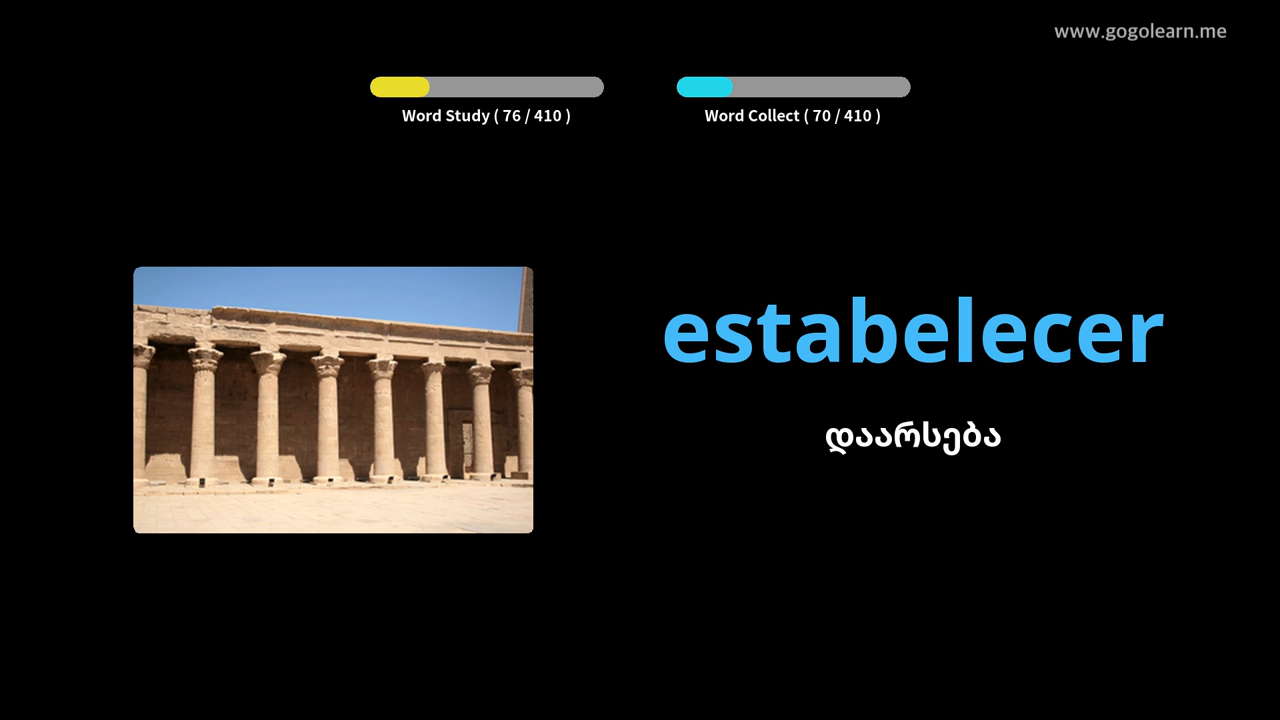 www.gogolearn.me
Word Study ( 76 / 410 )
Word Collect ( 70 / 410 )
estabelecer
დაარსება